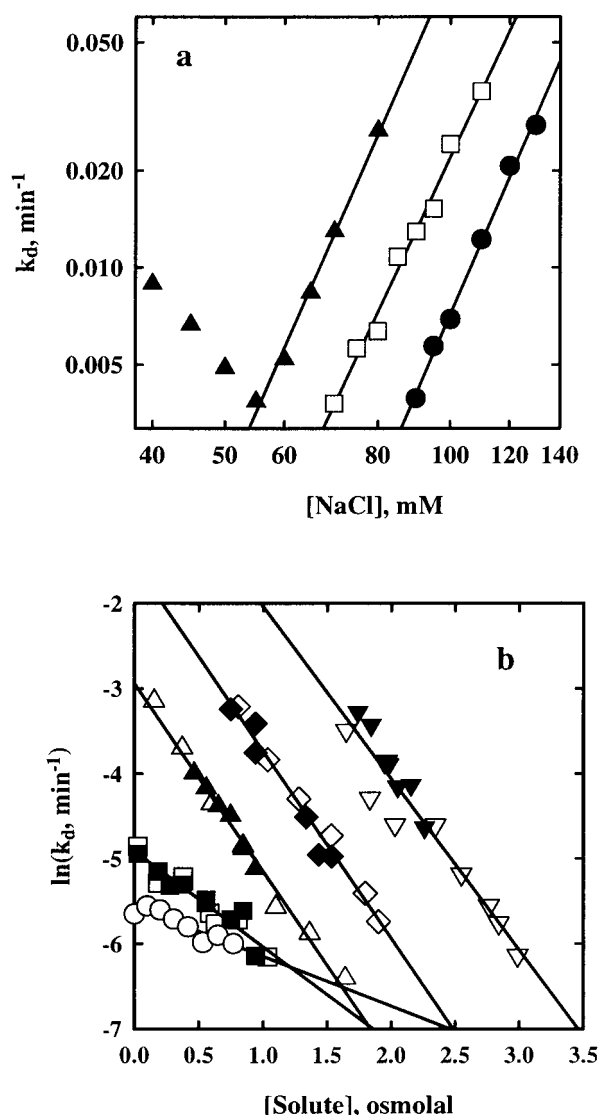 a
0.050
0.020
0.010
0.005
k_d, min⁻¹
40 50 60 80 100 120 140
[NaCl], mM
b
-2
-3
-4
-5
-6
-7
ln(k_d, min⁻¹)
0.0 0.5 1.0 1.5 2.0 2.5 3.0 3.5
[Solute], osmolal